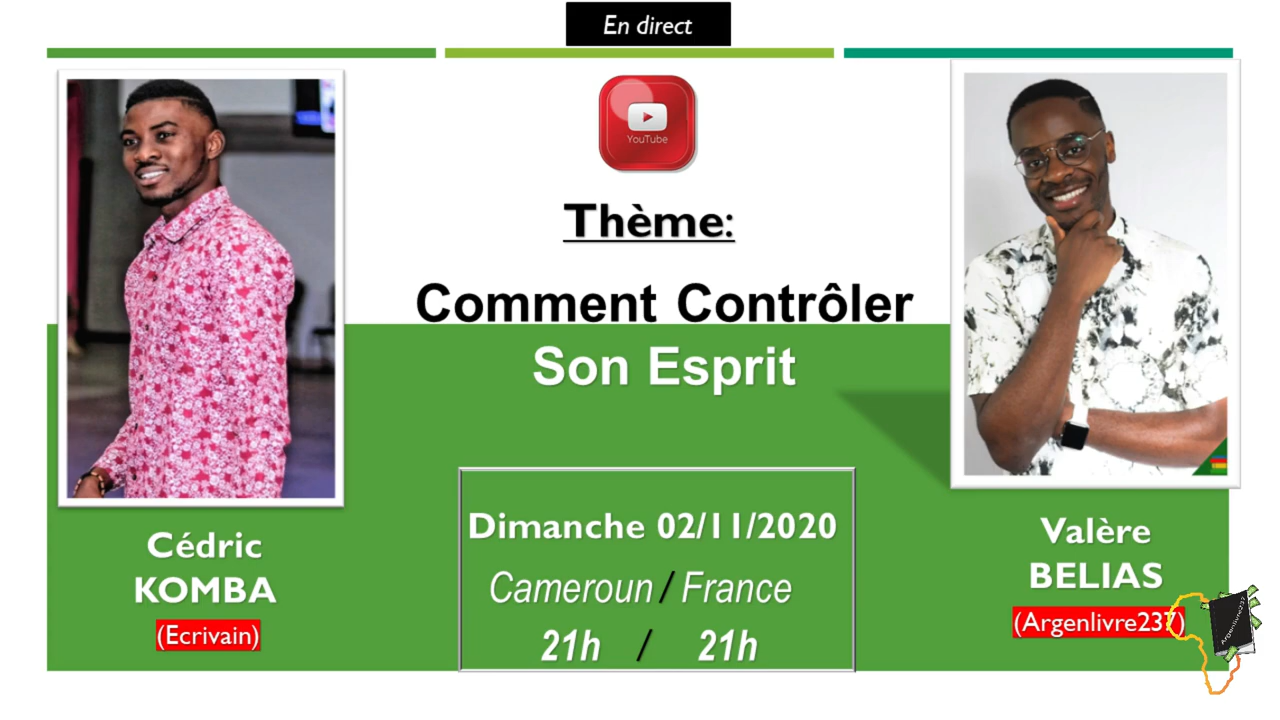 En direct
YouTube
Thème:
Comment Contrôler
Son Esprit
Dimanche 02/11/2020
Cameroun / France
21h / 21h
Cédric
KOMBA
(Ecrivain)
Valère
BELIAS
(Argenlivre237)
Argenlivre237